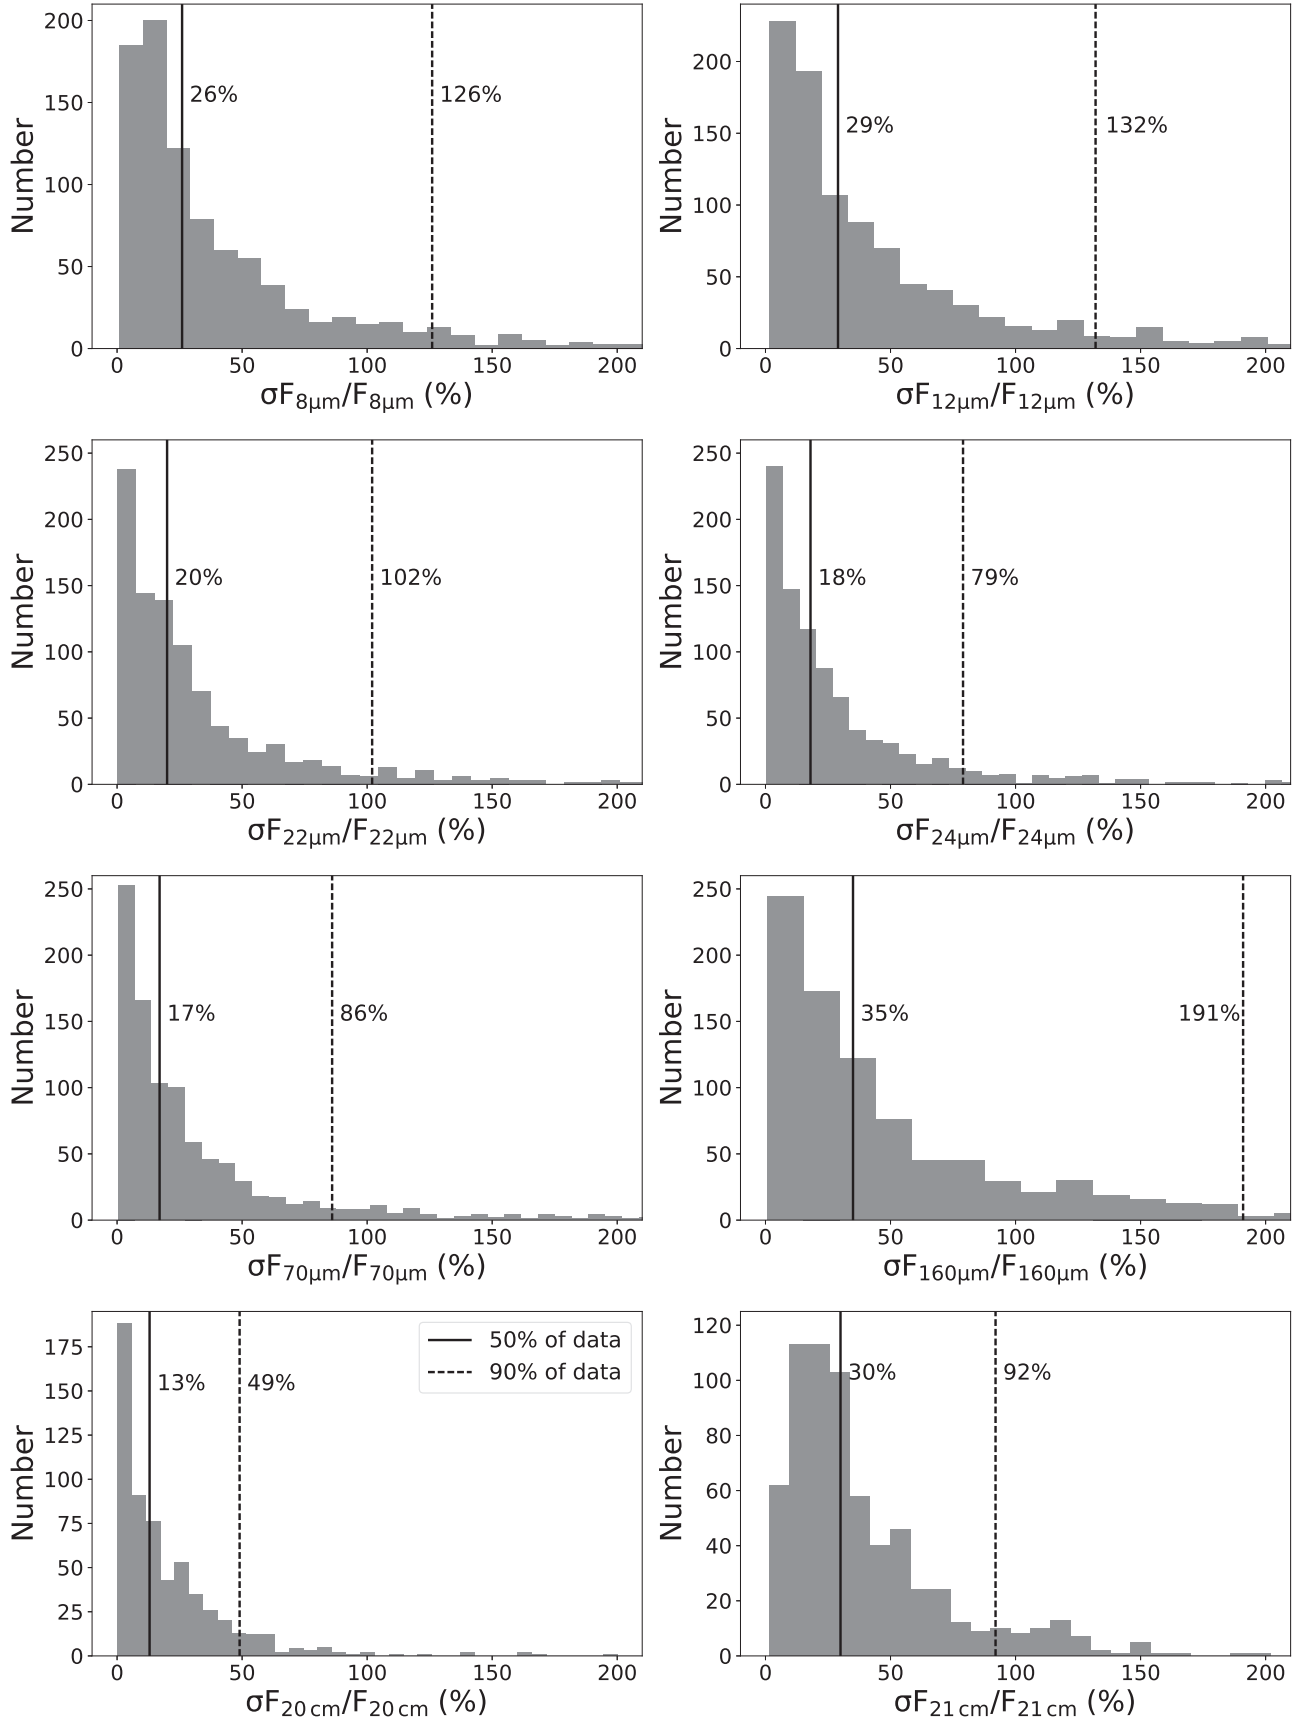 200
150
100
50
0
Number
26%
126%
0 50 100 150 200
σF8μm/F8μm (%)
200
150
100
50
0
Number
29%
132%
0 50 100 150 200
σF12μm/F12μm (%)
250
200
150
100
50
0
Number
20%
102%
0 50 100 150 200
σF22μm/F22μm (%)
250
200
150
100
50
0
Number
18%
79%
0 50 100 150 200
σF24μm/F24μm (%)
250
200
150
100
50
0
Number
17%
86%
0 50 100 150 200
σF70μm/F70μm (%)
250
200
150
100
50
0
Number
35%
191%
0 50 100 150 200
σF160μm/F160μm (%)
175
150
125
100
75
50
25
0
Number
13%
49%
50% of data
90% of data
0 50 100 150 200
σF20 cm/F20 cm (%)
120
100
80
60
40
20
0
Number
30%
92%
0 50 100 150 200
σF21 cm/F21 cm (%)